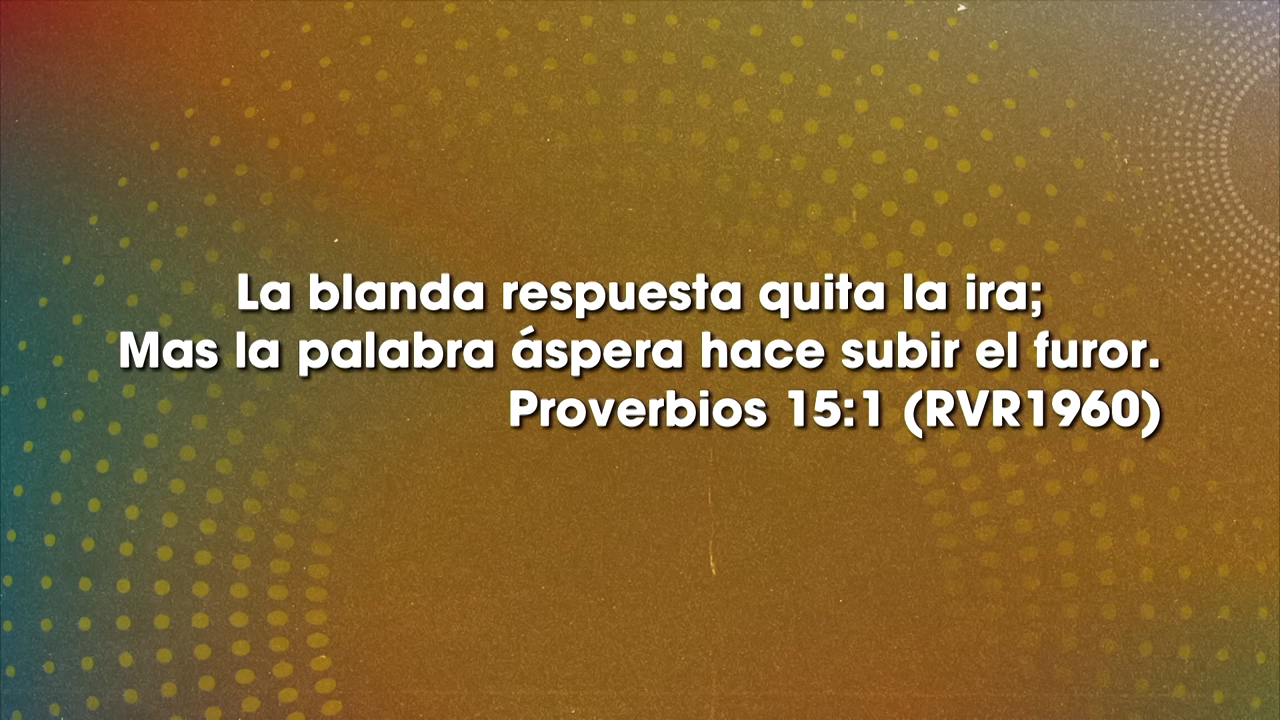 La blanda respuesta quita la ira;
Mas la palabra áspera hace subir el furor.
Proverbios 15:1 (RVR1960)